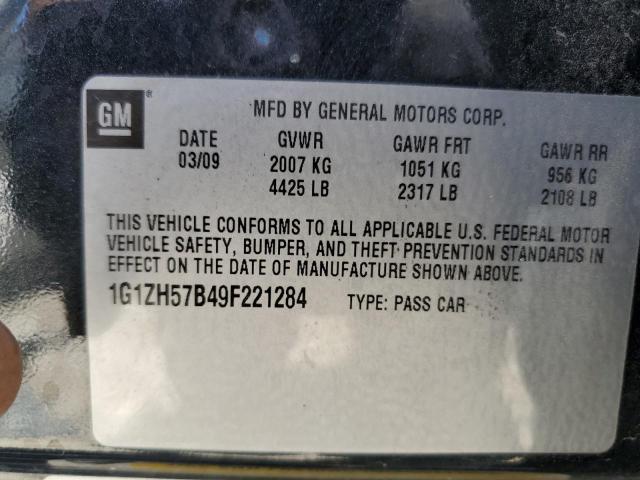 GM®
MFD BY GENERAL MOTORS CORP.
DATE GVWR GAWR FRT GAWR RR
03/09 2007 KG 1051 KG 956 KG
4425 LB 2317 LB 2108 LB
THIS VEHICLE CONFORMS TO ALL APPLICABLE U.S. FEDERAL MOTOR
VEHICLE SAFETY, BUMPER, AND THEFT PREVENTION STANDARDS IN
EFFECT ON THE DATE OF MANUFACTURE SHOWN ABOVE.
1G1ZH57B49F221284 TYPE: PASS CAR